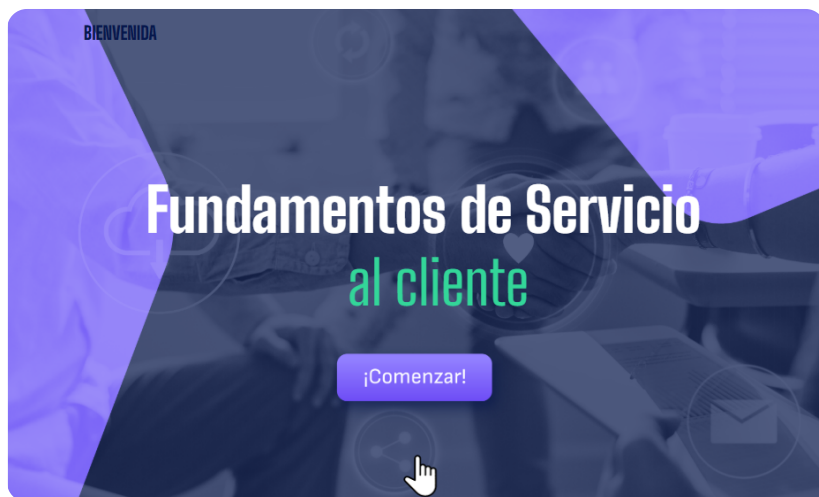 BIENVENIDA
Fundamentos de Servicio
al cliente
¡Comenzar!